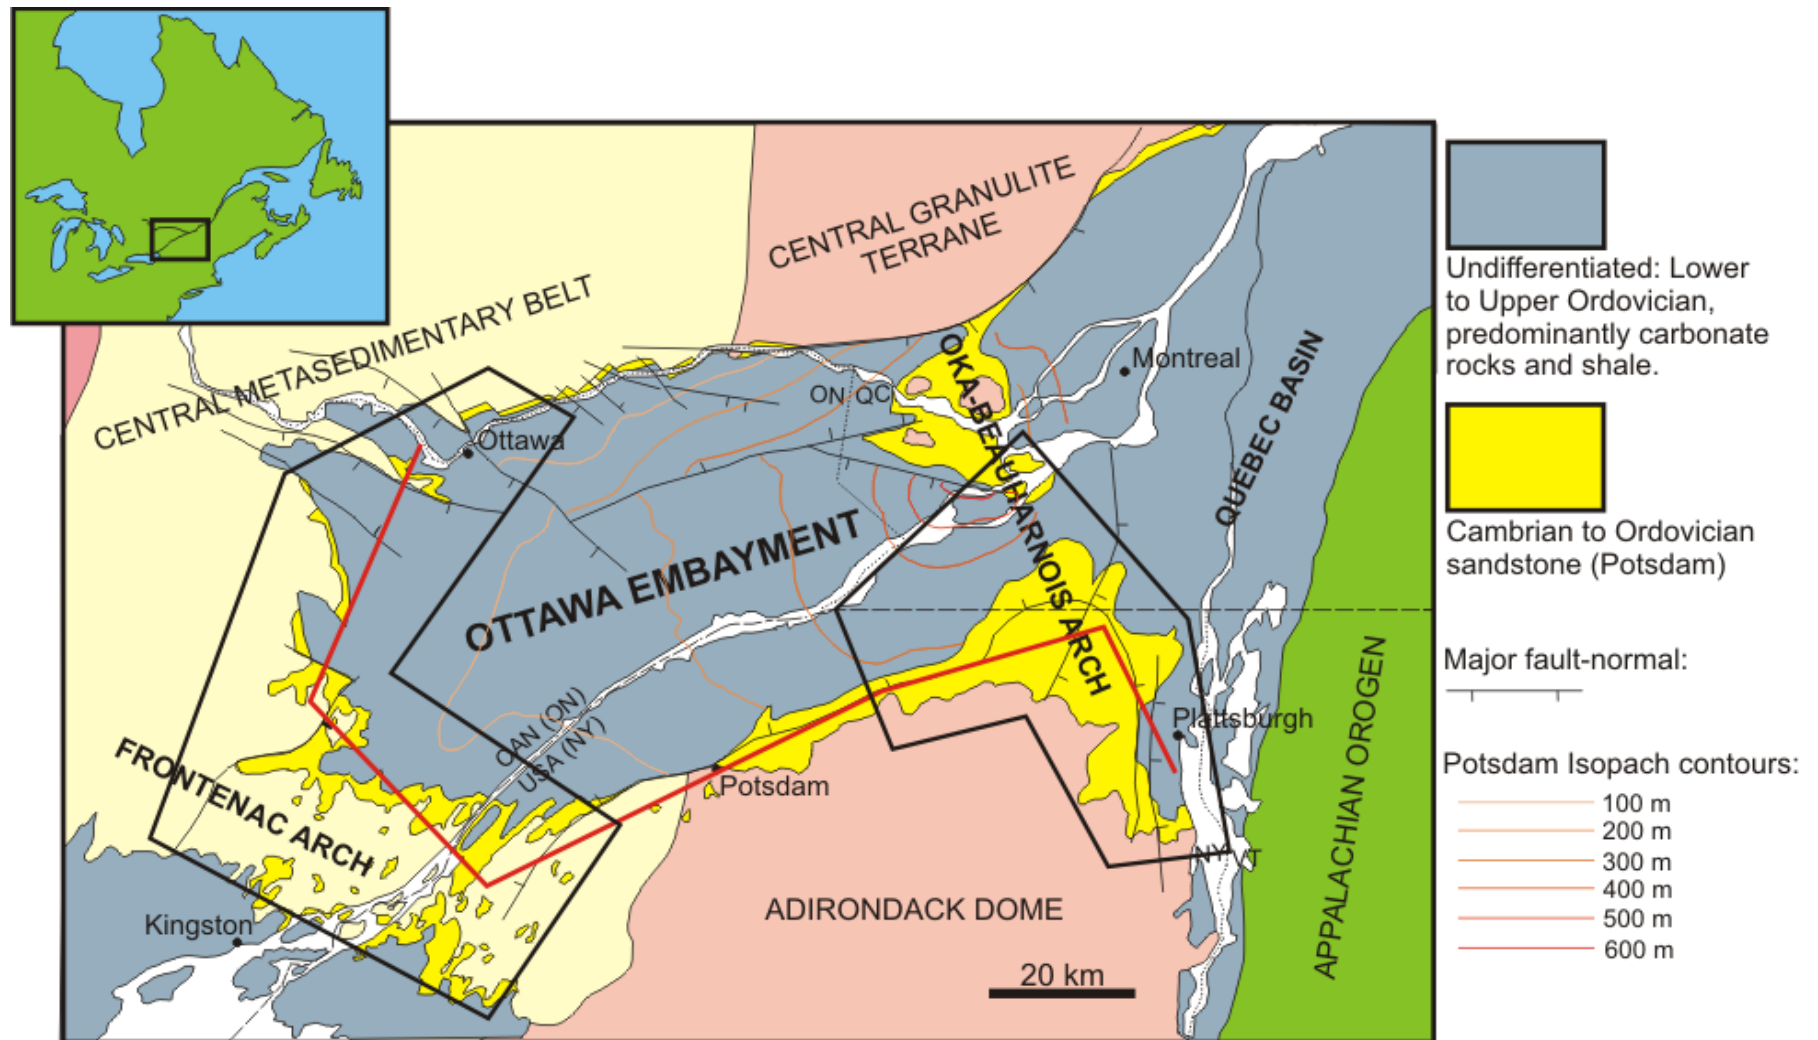 CENTRAL GRANULITE
TERRANE
CENTRAL METASEDIMENTARY BELT
Montreal
ON QC
OKA-BEAUHARNOIS ARCH
QUÉBEC BASIN
Ottawa
OTTAWA EMBAYMENT
CAN (ON)
USA (NY)
Plattsburgh
FRONTENAC ARCH
Potsdam
APPALACHIAN OROGEN
NY VT
Kingston
ADIRONDACK DOME
20 km
Undifferentiated: Lower
to Upper Ordovician,
predominantly carbonate
rocks and shale.
Cambrian to Ordovician
sandstone (Potsdam)
Major fault-normal:
Potsdam Isopach contours:
100 m
200 m
300 m
400 m
500 m
600 m